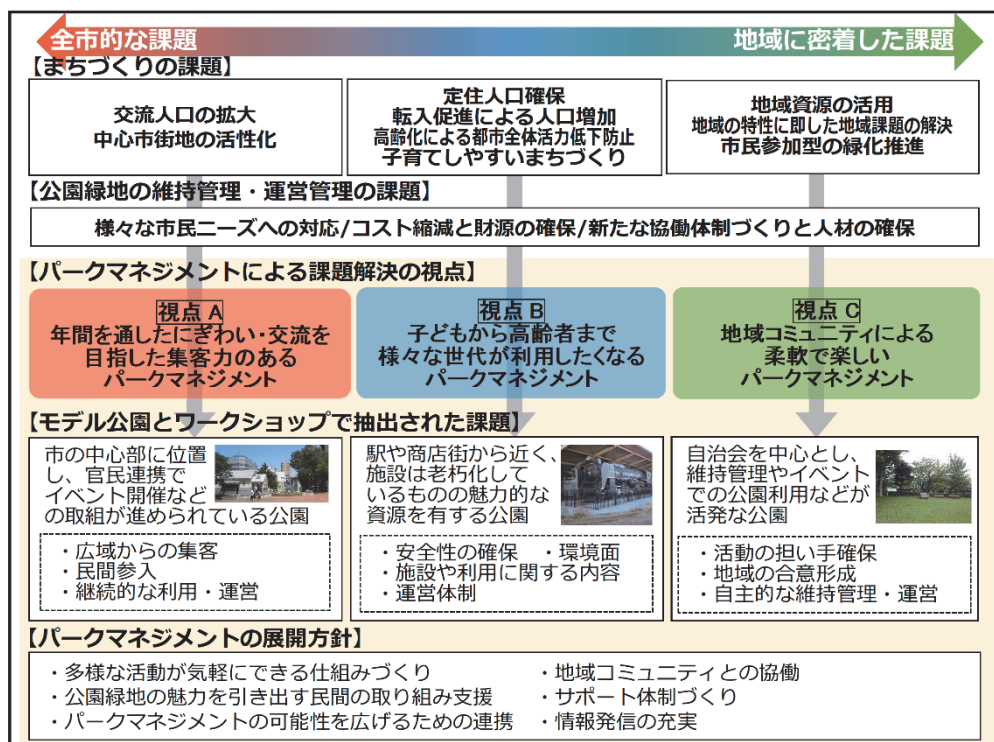 全市的な課題
地域に密着した課題
【まちづくりの課題】
交流人口の拡大
中心市街地の活性化
定住人口確保
転入促進による人口増加
高齢化による都市全体活力低下防止
子育てしやすいまちづくり
地域資源の活用
地域の特性に即した地域課題の解決
市民参加型の緑化推進
【公園緑地の維持管理・運営管理の課題】
様々な市民ニーズへの対応/コスト縮減と財源の確保/新たな協働体制づくりと人材の確保
【パークマネジメントによる課題解決の視点】
視点 A
年間を通したにぎわい・交流を
目指した集客力のある
パークマネジメント
視点 B
子どもから高齢者まで
様々な世代が利用したくなる
パークマネジメント
視点 C
地域コミュニティによる
柔軟で楽しい
パークマネジメント
【モデル公園とワークショップで抽出された課題】
市の中心部に位置
し、官民連携で
イベント開催など
の取組が進められている公園
・広域からの集客
・民間参入
・継続的な利用・運営
駅や商店街から近く、
施設は老朽化して
いるものの魅力的な
資源を有する公園
・安全性の確保 ・環境面
・施設や利用に関する内容
・運営体制
自治会を中心とし、
維持管理やイベント
での公園利用などが
活発な公園
・活動の担い手確保
・地域の合意形成
・自主的な維持管理・運営
【パークマネジメントの展開方針】
・多様な活動が気軽にできる仕組みづくり
・公園緑地の魅力を引き出す民間の取り組み支援
・パークマネジメントの可能性を広げるための連携
・地域コミュニティとの協働
・サポート体制づくり
・情報発信の充実